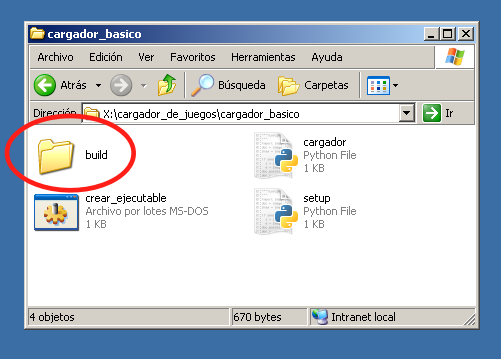 cargador_basico
Archivo Edición Ver Favoritos Herramientas Ayuda
Atrás Búsqueda Carpetas
Dirección X:\cargador_de_juegos\cargador_basico Ir
build
cargador
Python File
1 KB
crear_ejecutable
Archivo por lotes MS-DOS
1 KB
setup
Python File
1 KB
4 objetos 670 bytes Intranet local